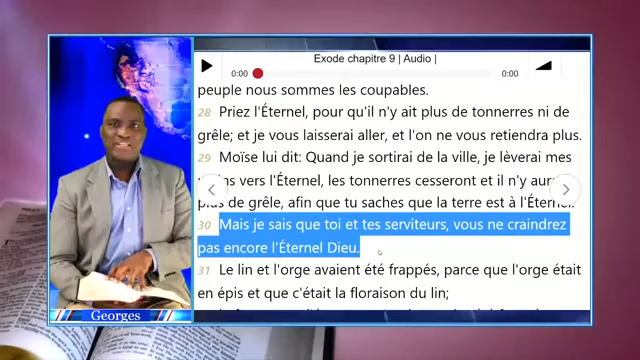 Exode chapitre 9 | Audio |
0:00
0:00
peuple nous sommes les coupables.
28 Priez l'Éternel, pour qu'il n'y ait plus de tonnerres ni de
grêle; et je vous laisserai aller, et l'on ne vous retiendra plus.
29 Moïse lui dit: Quand je sortirai de la ville, je lèverai mes
vers l'Éternel, les tonnerres cesseront et il n'y
de grêle, afin que tu saches que la terre est à l'Éternel.
30 Mais je sais que toi et tes serviteurs, vous ne craindrez
pas encore l'Éternel Dieu.
31 Le lin et l'orge avaient été frappés, parce que l'orge était
en épis et que c'était la floraison du lin;
Georges